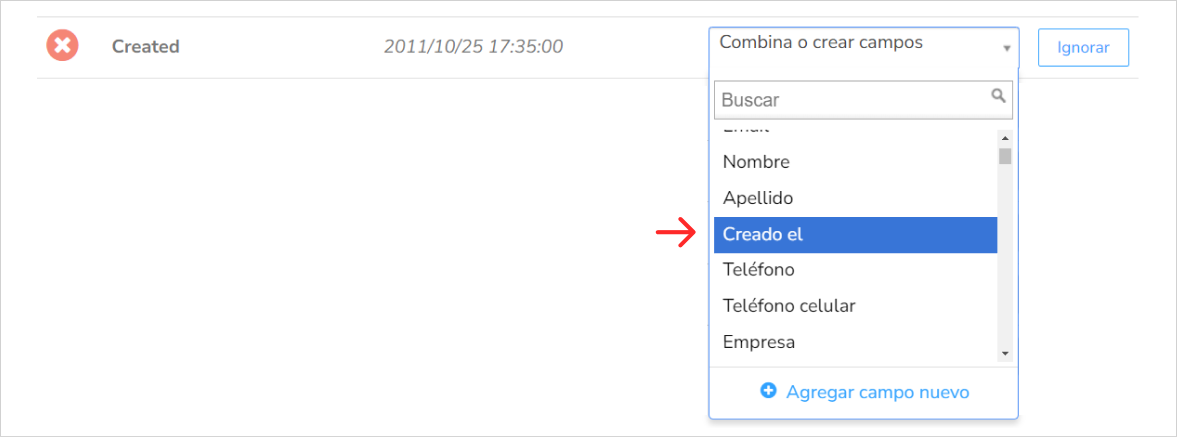 Created 2011/10/25 17:35:00 Combina o crear campos Ignorar
Buscar
Email
Nombre
Apellido
Creado el
Teléfono
Teléfono celular
Empresa
Agregar campo nuevo